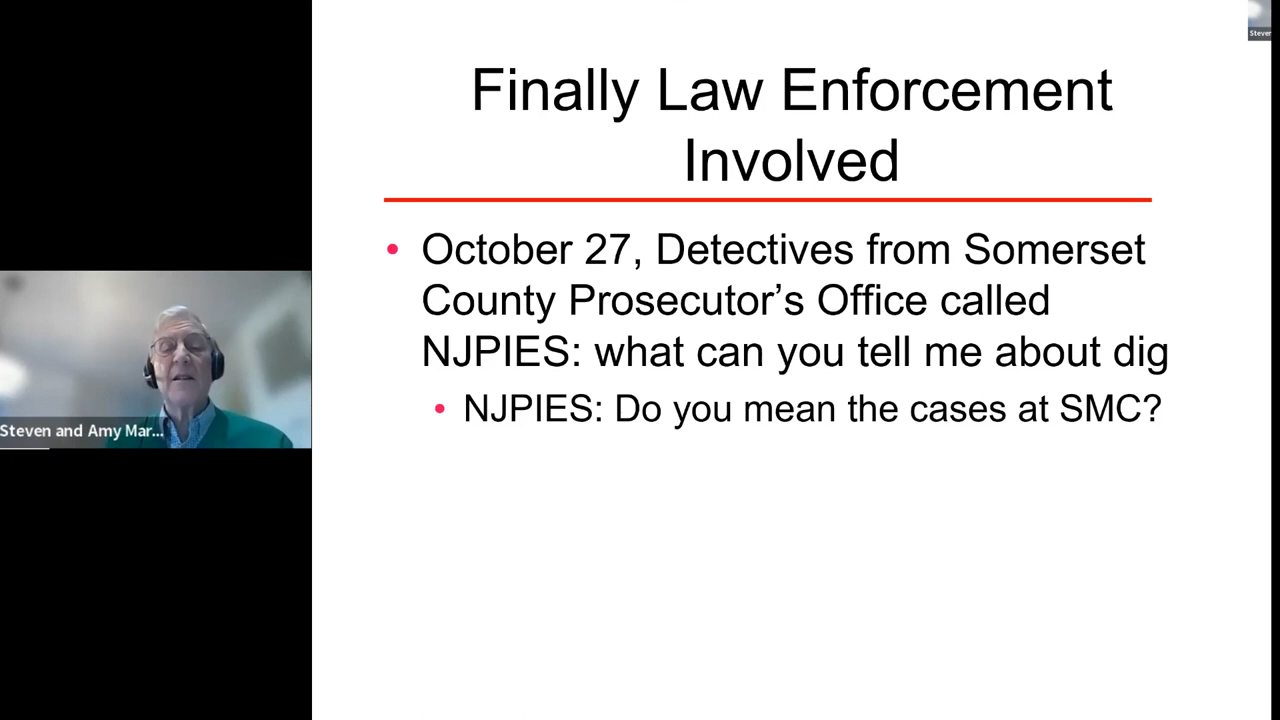 Steven
Finally Law Enforcement
Involved
• October 27, Detectives from Somerset
County Prosecutor’s Office called
NJPIES: what can you tell me about dig
• NJPIES: Do you mean the cases at SMC?
Steven and Amy Mar...